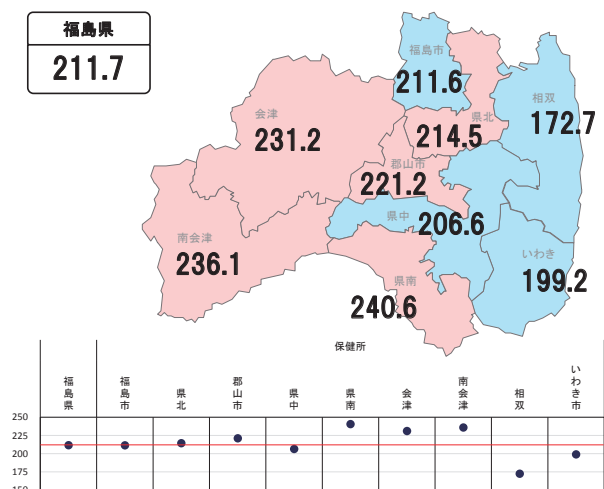 福島県
211.7
福島市
211.6
相双
172.7
県北
214.5
会津
231.2
郡山市
221.2
県中
206.6
南会津
236.1
いわき
199.2
県南
240.6
保健所
福島県
福島市
県北
郡山市
県中
県南
会津
南会津
相双
いわき市
250
225
200
175
150